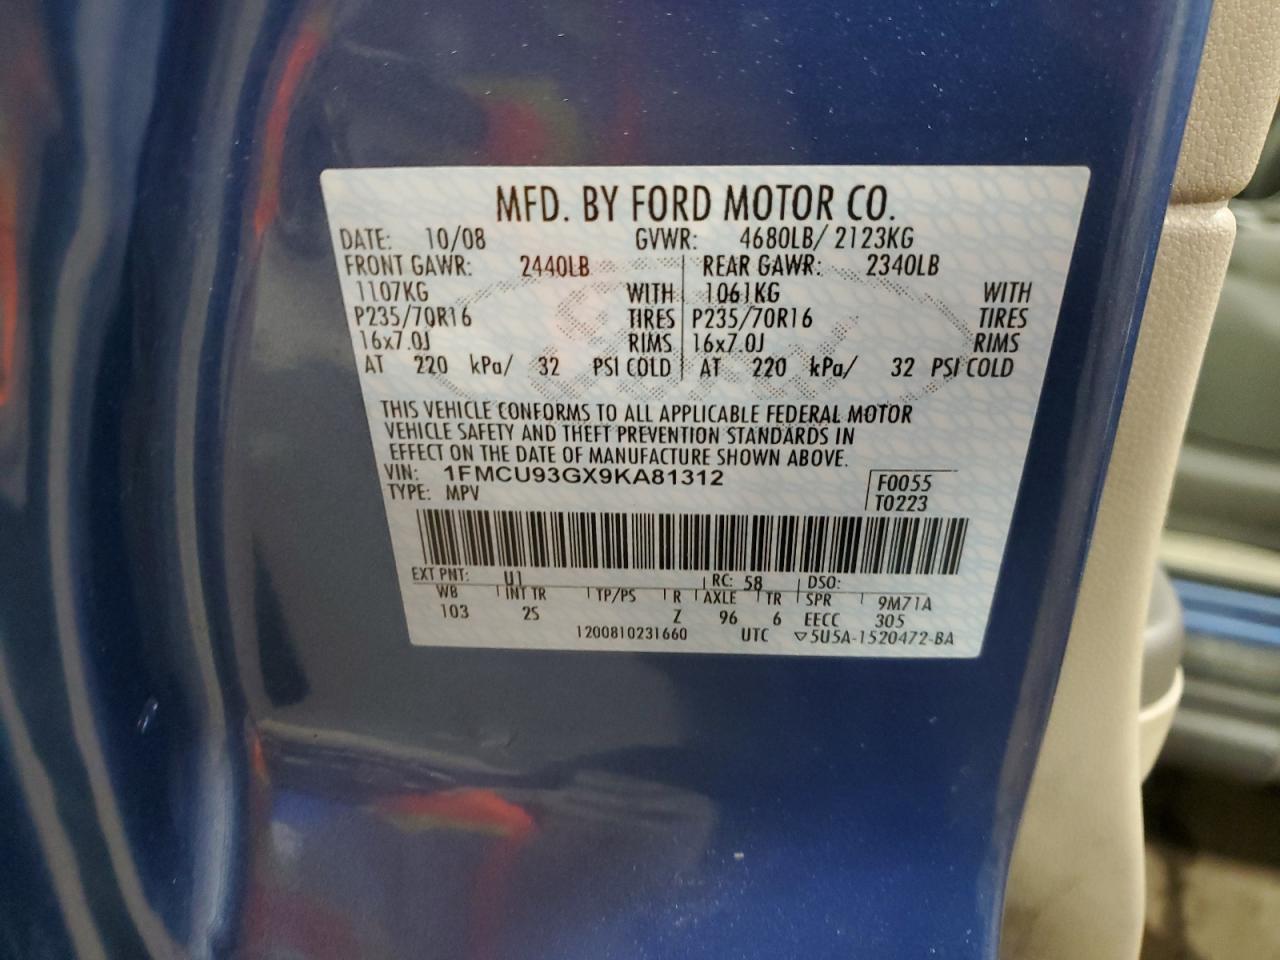 MFD. BY FORD MOTOR CO.
DATE: 10/08 GVWR: 4680LB/ 2123KG
FRONT GAWR: 2440LB REAR GAWR: 2340LB
1107KG WITH 1061KG WITH
P235/70R16 TIRES P235/70R16 TIRES
16x7.0J RIMS 16x7.0J RIMS
AT 220 kPa/ 32 PSI COLD AT 220 kPa/ 32 PSI COLD
THIS VEHICLE CONFORMS TO ALL APPLICABLE FEDERAL MOTOR
VEHICLE SAFETY AND THEFT PREVENTION STANDARDS IN
EFFECT ON THE DATE OF MANUFACTURE SHOWN ABOVE.
VIN: 1FMCU93GX9KA81312 F0055
TYPE: MPV T0223
EXT PNT: U1 RC: 58 DSO:
WB INT TR TP/PS R AXLE TR SPR 9M71A
103 2S Z 96 6 EECC 305
1200810231660 UTC ▽5U5A-1520472-BA